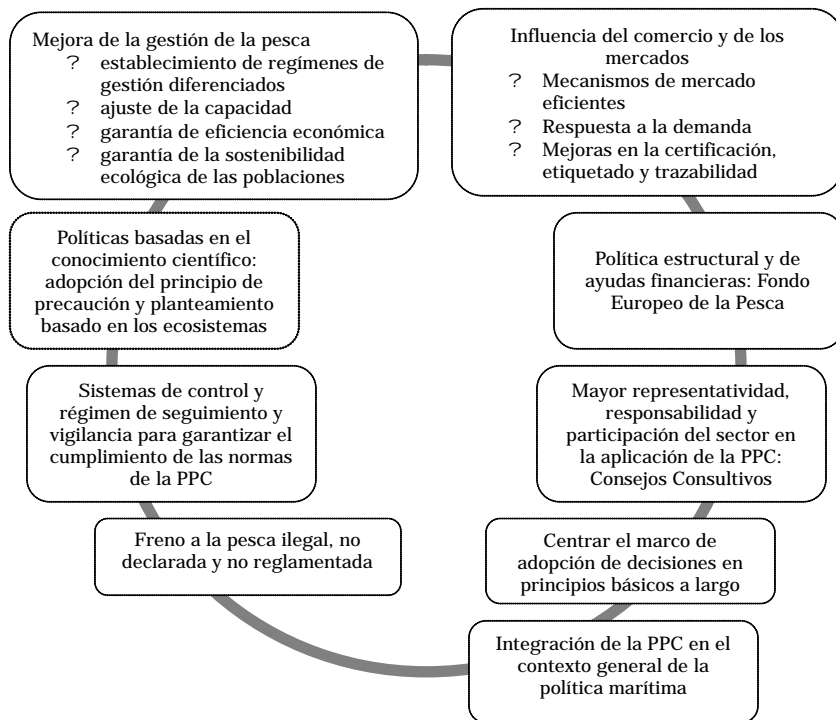 Mejora de la gestión de la pesca
? establecimiento de regímenes de
gestión diferenciados
? ajuste de la capacidad
? garantía de eficiencia económica
? garantía de la sostenibilidad
ecológica de las poblaciones
Influencia del comercio y de los
mercados
? Mecanismos de mercado
eficientes
? Respuesta a la demanda
? Mejoras en la certificación,
etiquetado y trazabilidad
Políticas basadas en el
conocimiento científico:
adopción del principio de
precaución y planteamiento
basado en los ecosistemas
Política estructural y de
ayudas financieras: Fondo
Europeo de la Pesca
Sistemas de control y
régimen de seguimiento y
vigilancia para garantizar el
cumplimiento de las normas
de la PPC
Mayor representatividad,
responsabilidad y
participación del sector en
la aplicación de la PPC:
Consejos Consultivos
Freno a la pesca ilegal, no
declarada y no reglamentada
Centrar el marco de
adopción de decisiones en
principios básicos a largo
Integración de la PPC en el
contexto general de la
política marítima